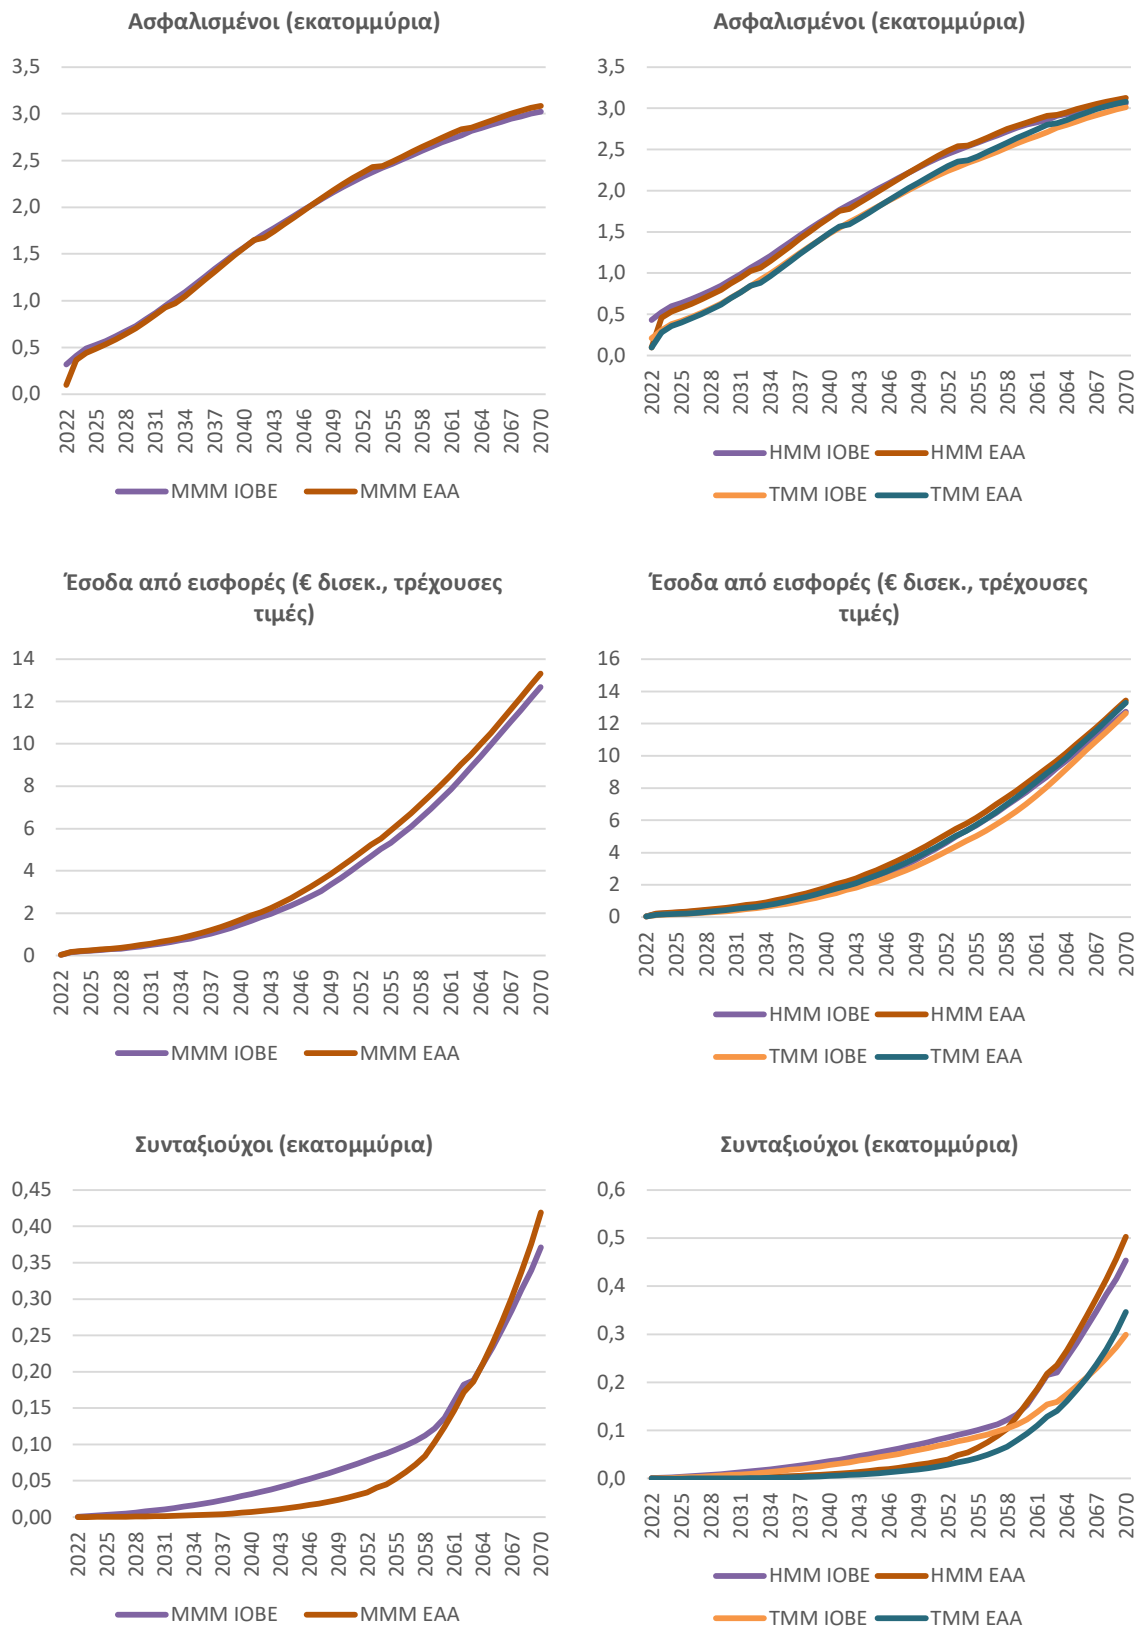 Ασφαλισμένοι (εκατομμύρια)
3,5
3,0
2,5
2,0
1,5
1,0
0,5
0,0
2022 2025 2028 2031 2034 2037 2040 2043 2046 2049 2052 2055 2058 2061 2064 2067 2070
MMM IOBE MMM EAA
Ασφαλισμένοι (εκατομμύρια)
3,5
3,0
2,5
2,0
1,5
1,0
0,5
0,0
2022 2025 2028 2031 2034 2037 2040 2043 2046 2049 2052 2055 2058 2061 2064 2067 2070
HMM IOBE HMM EAA
TMM IOBE TMM EAA
Έσοδα από εισφορές (€ δισεκ., τρέχουσες
τιμές)
14
12
10
8
6
4
2
0
2022 2025 2028 2031 2034 2037 2040 2043 2046 2049 2052 2055 2058 2061 2064 2067 2070
MMM IOBE MMM EAA
Έσοδα από εισφορές (€ δισεκ., τρέχουσες
τιμές)
16
14
12
10
8
6
4
2
0
2022 2025 2028 2031 2034 2037 2040 2043 2046 2049 2052 2055 2058 2061 2064 2067 2070
HMM IOBE HMM EAA
TMM IOBE TMM EAA
Συνταξιούχοι (εκατομμύρια)
0,45
0,40
0,35
0,30
0,25
0,20
0,15
0,10
0,05
0,00
2022 2025 2028 2031 2034 2037 2040 2043 2046 2049 2052 2055 2058 2061 2064 2067 2070
MMM IOBE MMM EAA
Συνταξιούχοι (εκατομμύρια)
0,6
0,5
0,4
0,3
0,2
0,1
0,0
2022 2025 2028 2031 2034 2037 2040 2043 2046 2049 2052 2055 2058 2061 2064 2067 2070
HMM IOBE HMM EAA
TMM IOBE TMM EAA